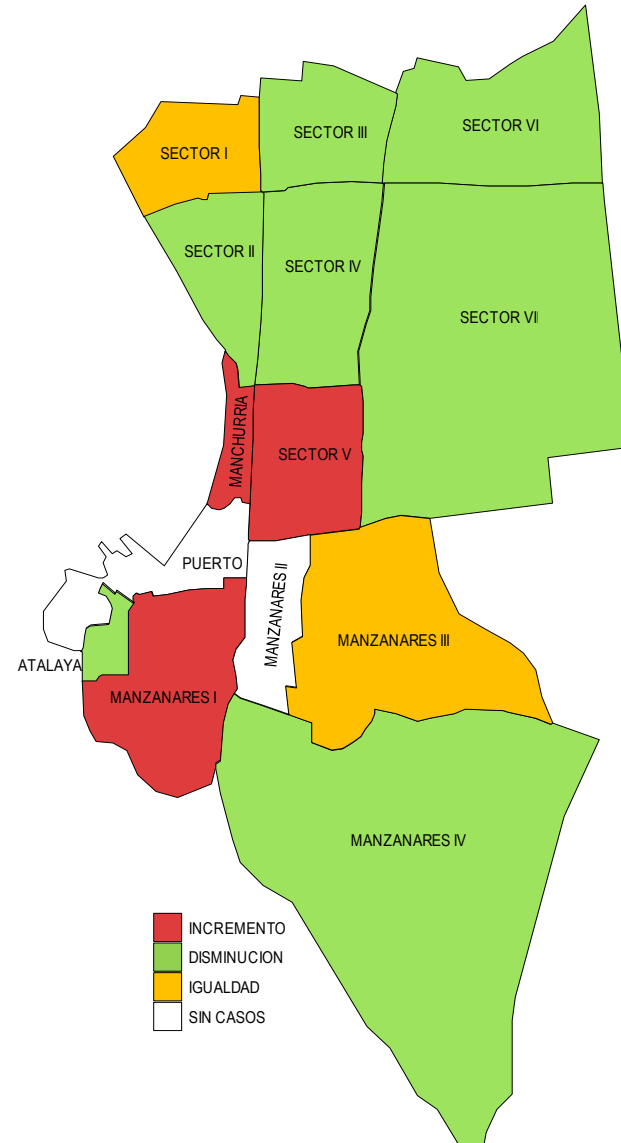 SECTOR VI
SECTOR III
SECTOR I
SECTOR II
SECTOR IV
SECTOR VII
MANCHURRIA
SECTOR V
PUERTO
MANZANARES II
MANZANARES III
ATALAYA
MANZANARES I
MANZANARES IV
INCREMENTO
DISMINUCION
IGUALDAD
SIN CASOS